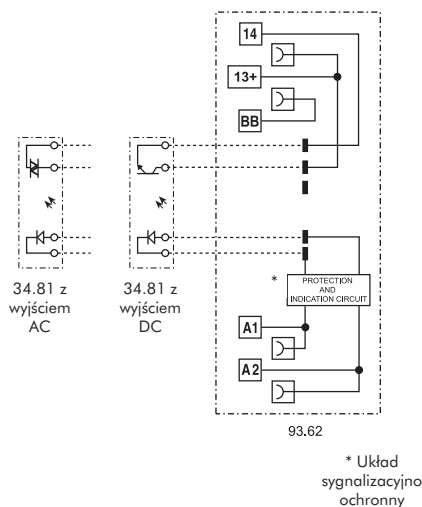 14
13+
BB
34.81 z
wyjściem
AC
34.81 z
wyjściem
DC
*
PROTECTION
AND
INDICATION CIRCUIT
A1
A2
93.62
* Układ
sygnalizacyjno
ochronny